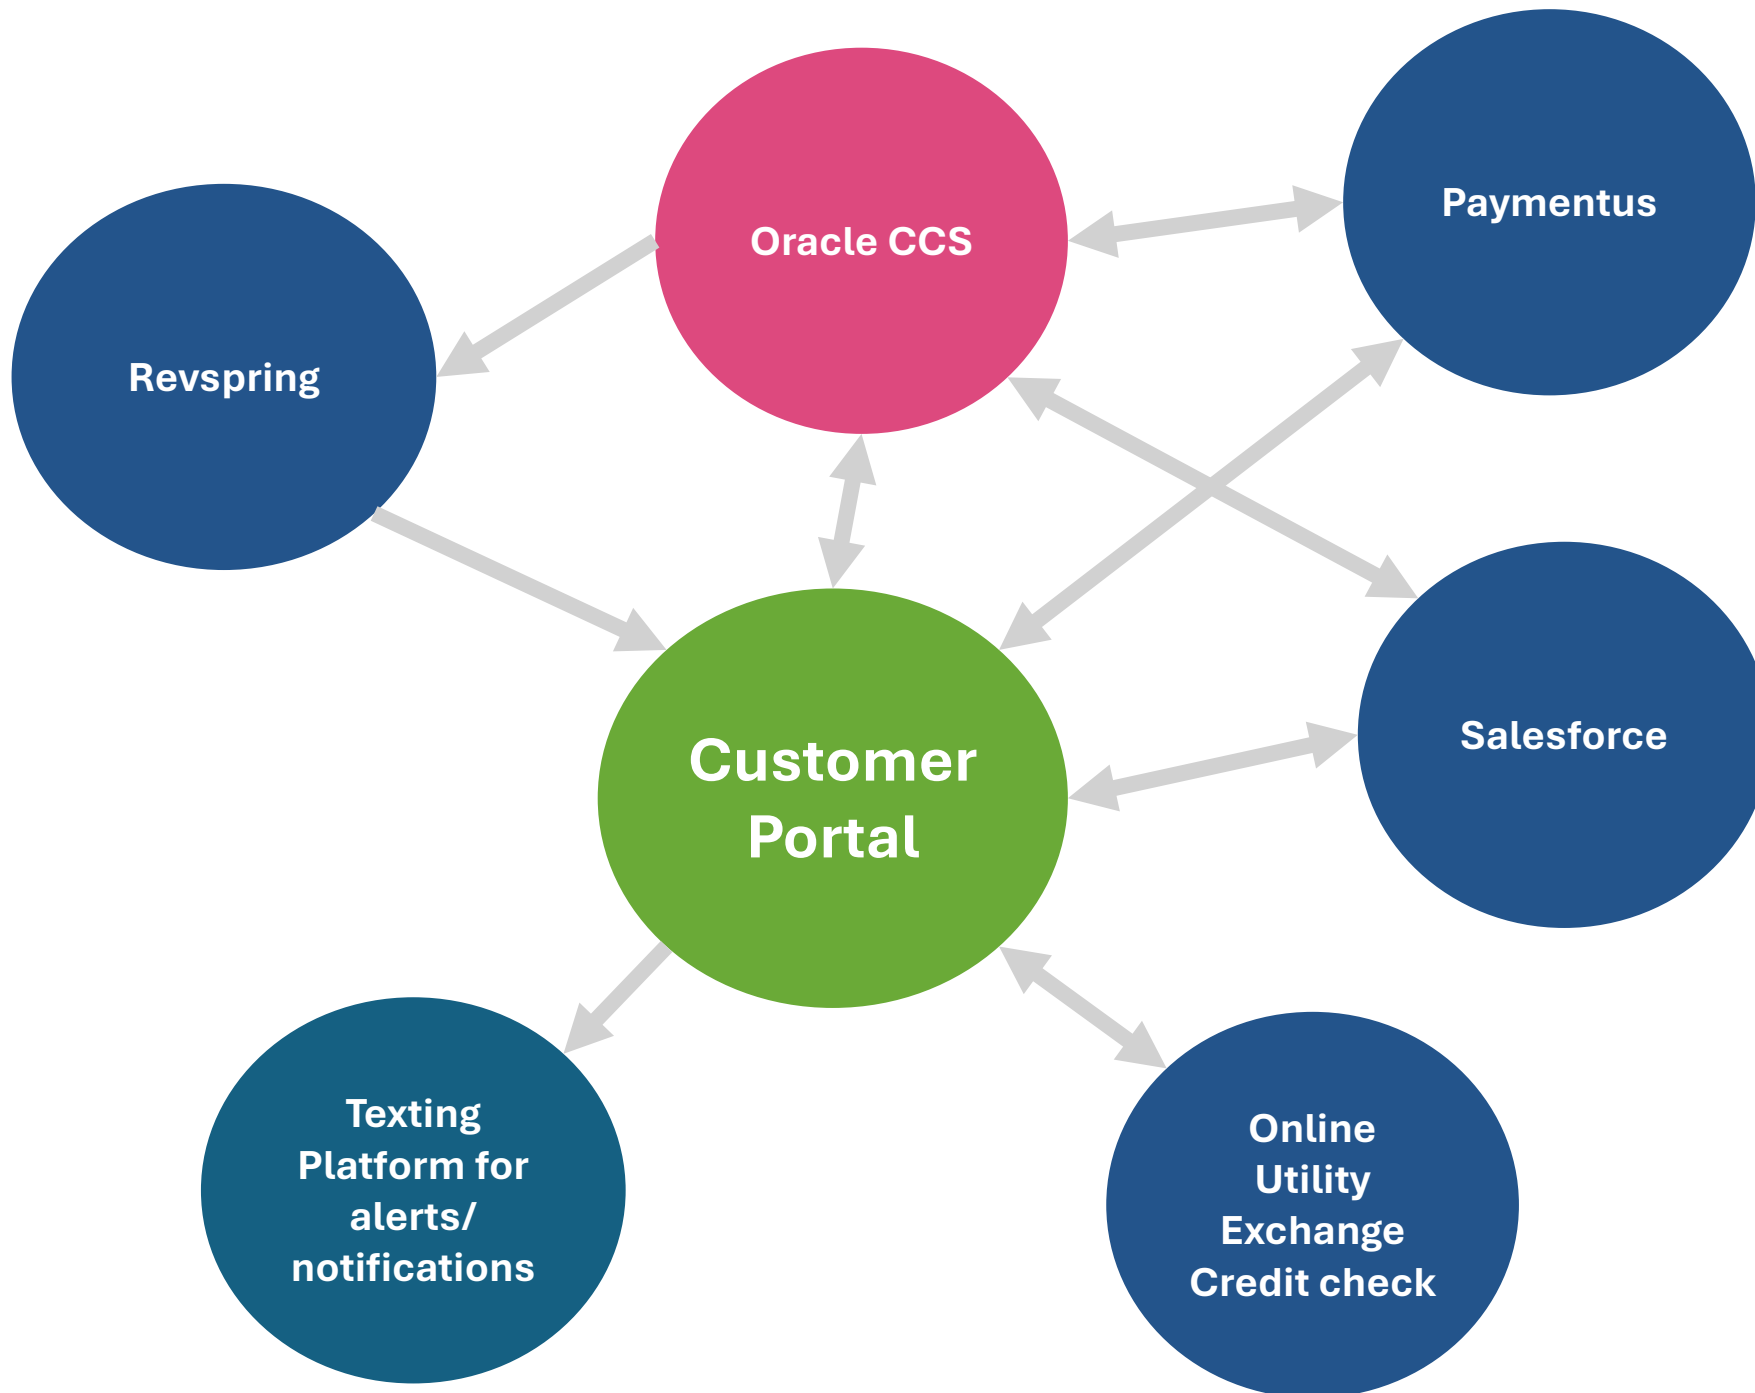 Oracle CCS
Paymentus
Revspring
Customer
Portal
Salesforce
Texting
Platform for
alerts/
notifications
Online
Utility
Exchange
Credit check